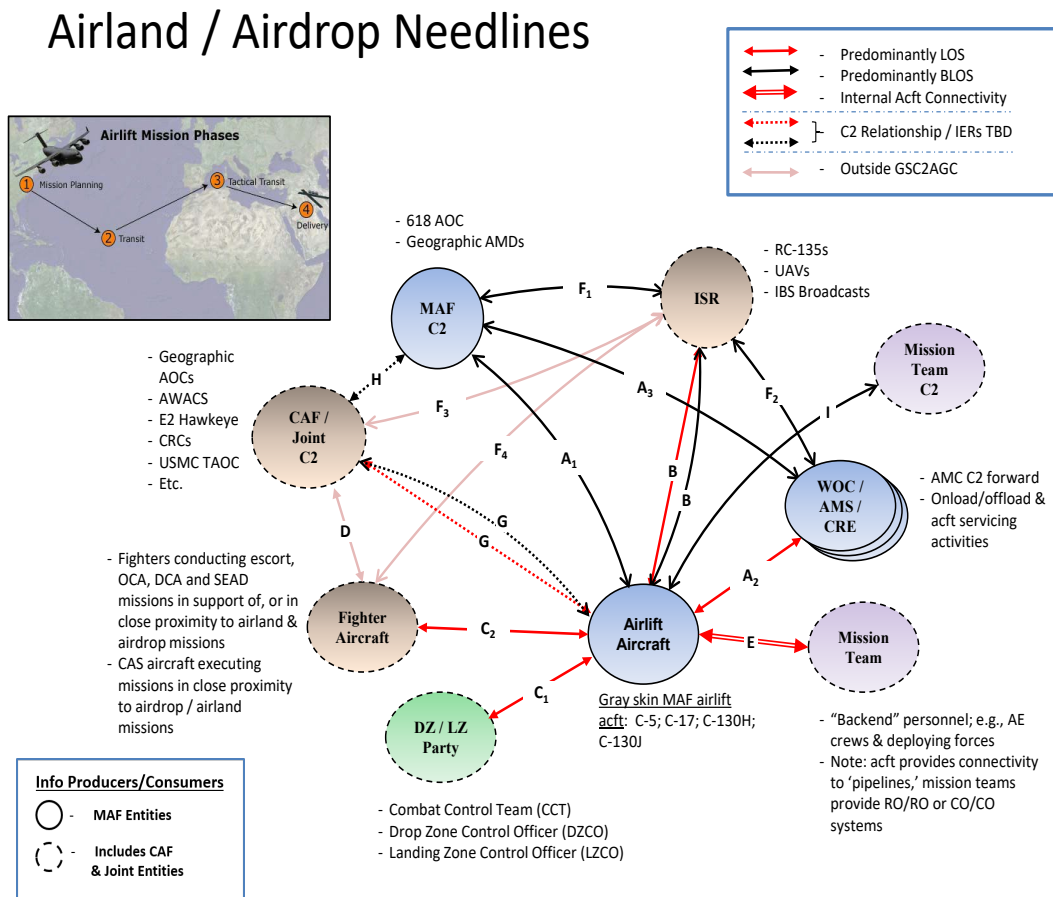 Airland / Airdrop Needlines
- Predominantly LOS
- Predominantly BLOS
- Internal Acft Connectivity
- C2 Relationship / IERs TBD
- Outside GSC2AGC
Airlift Mission Phases
1 Mission Planning
2 Transit
3 Tactical Transit
4 Delivery
- 618 AOC
- Geographic AMDs
MAF
C2
F1
ISR
- RC-135s
- UAVs
- IBS Broadcasts
Mission
Team
C2
- Geographic
AOCs
- AWACS
- E2 Hawkeye
- CRCs
- USMC TAOC
- Etc.
H
CAF /
Joint
C2
F3
F4
A1
A3
F2
I
B
B
G
G
D
WOC /
AMS /
CRE
- AMC C2 forward
- Onload/offload &
acft servicing
activities
A2
- Fighters conducting escort,
OCA, DCA and SEAD
missions in support of, or in
close proximity to airland &
airdrop missions
- CAS aircraft executing
missions in close proximity
to airdrop / airland
missions
Fighter
Aircraft
C2
Airlift
Aircraft
E
Mission
Team
C1
DZ / LZ
Party
Gray skin MAF airlift
acft: C-5; C-17; C-130H;
C-130J
- "Backend" personnel; e.g., AE
crews & deploying forces
- Note: acft provides connectivity
to 'pipelines,' mission teams
provide RO/RO or CO/CO
systems
- Combat Control Team (CCT)
- Drop Zone Control Officer (DZCO)
- Landing Zone Control Officer (LZCO)
Info Producers/Consumers
- MAF Entities
- Includes CAF
& Joint Entities